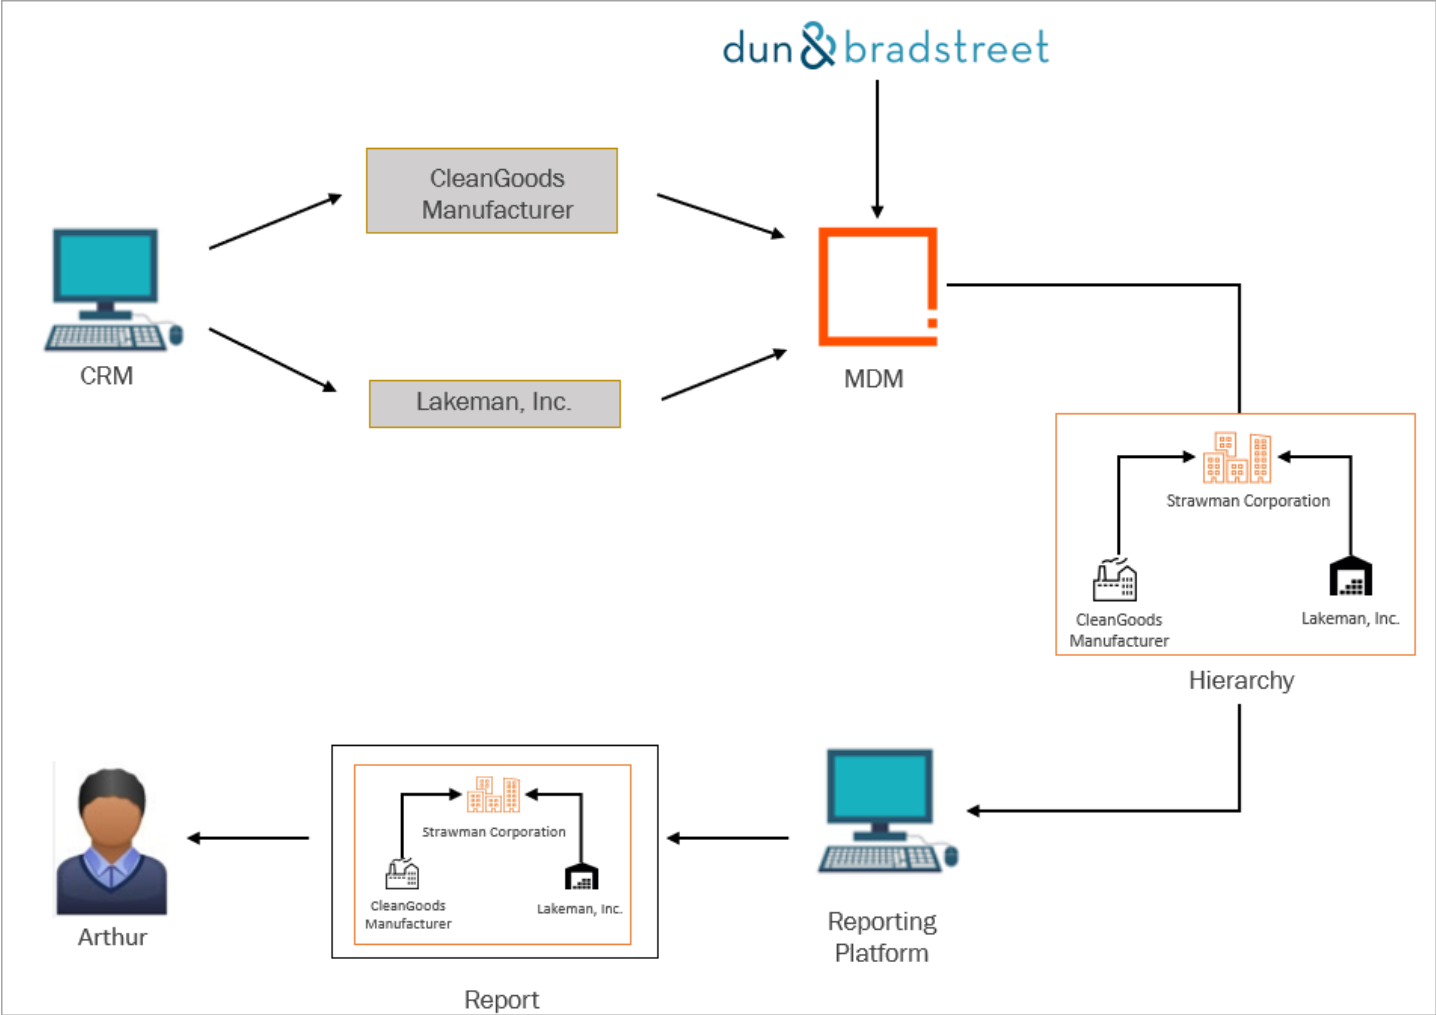 dun&bradstreet
CleanGoods
Manufacturer
CRM
Lakeman, Inc.
MDM
Strawman Corporation
CleanGoods
Manufacturer
Lakeman, Inc.
Hierarchy
Strawman Corporation
CleanGoods
Manufacturer
Lakeman, Inc.
Arthur
Report
Reporting
Platform